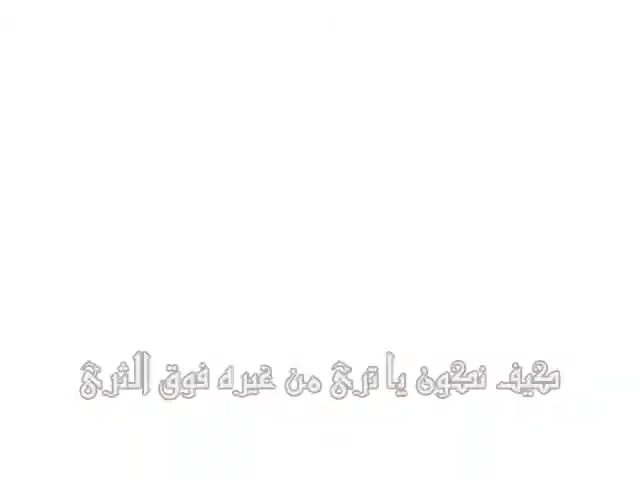 كيف نكون يا ترى من غيره فوق الثرى